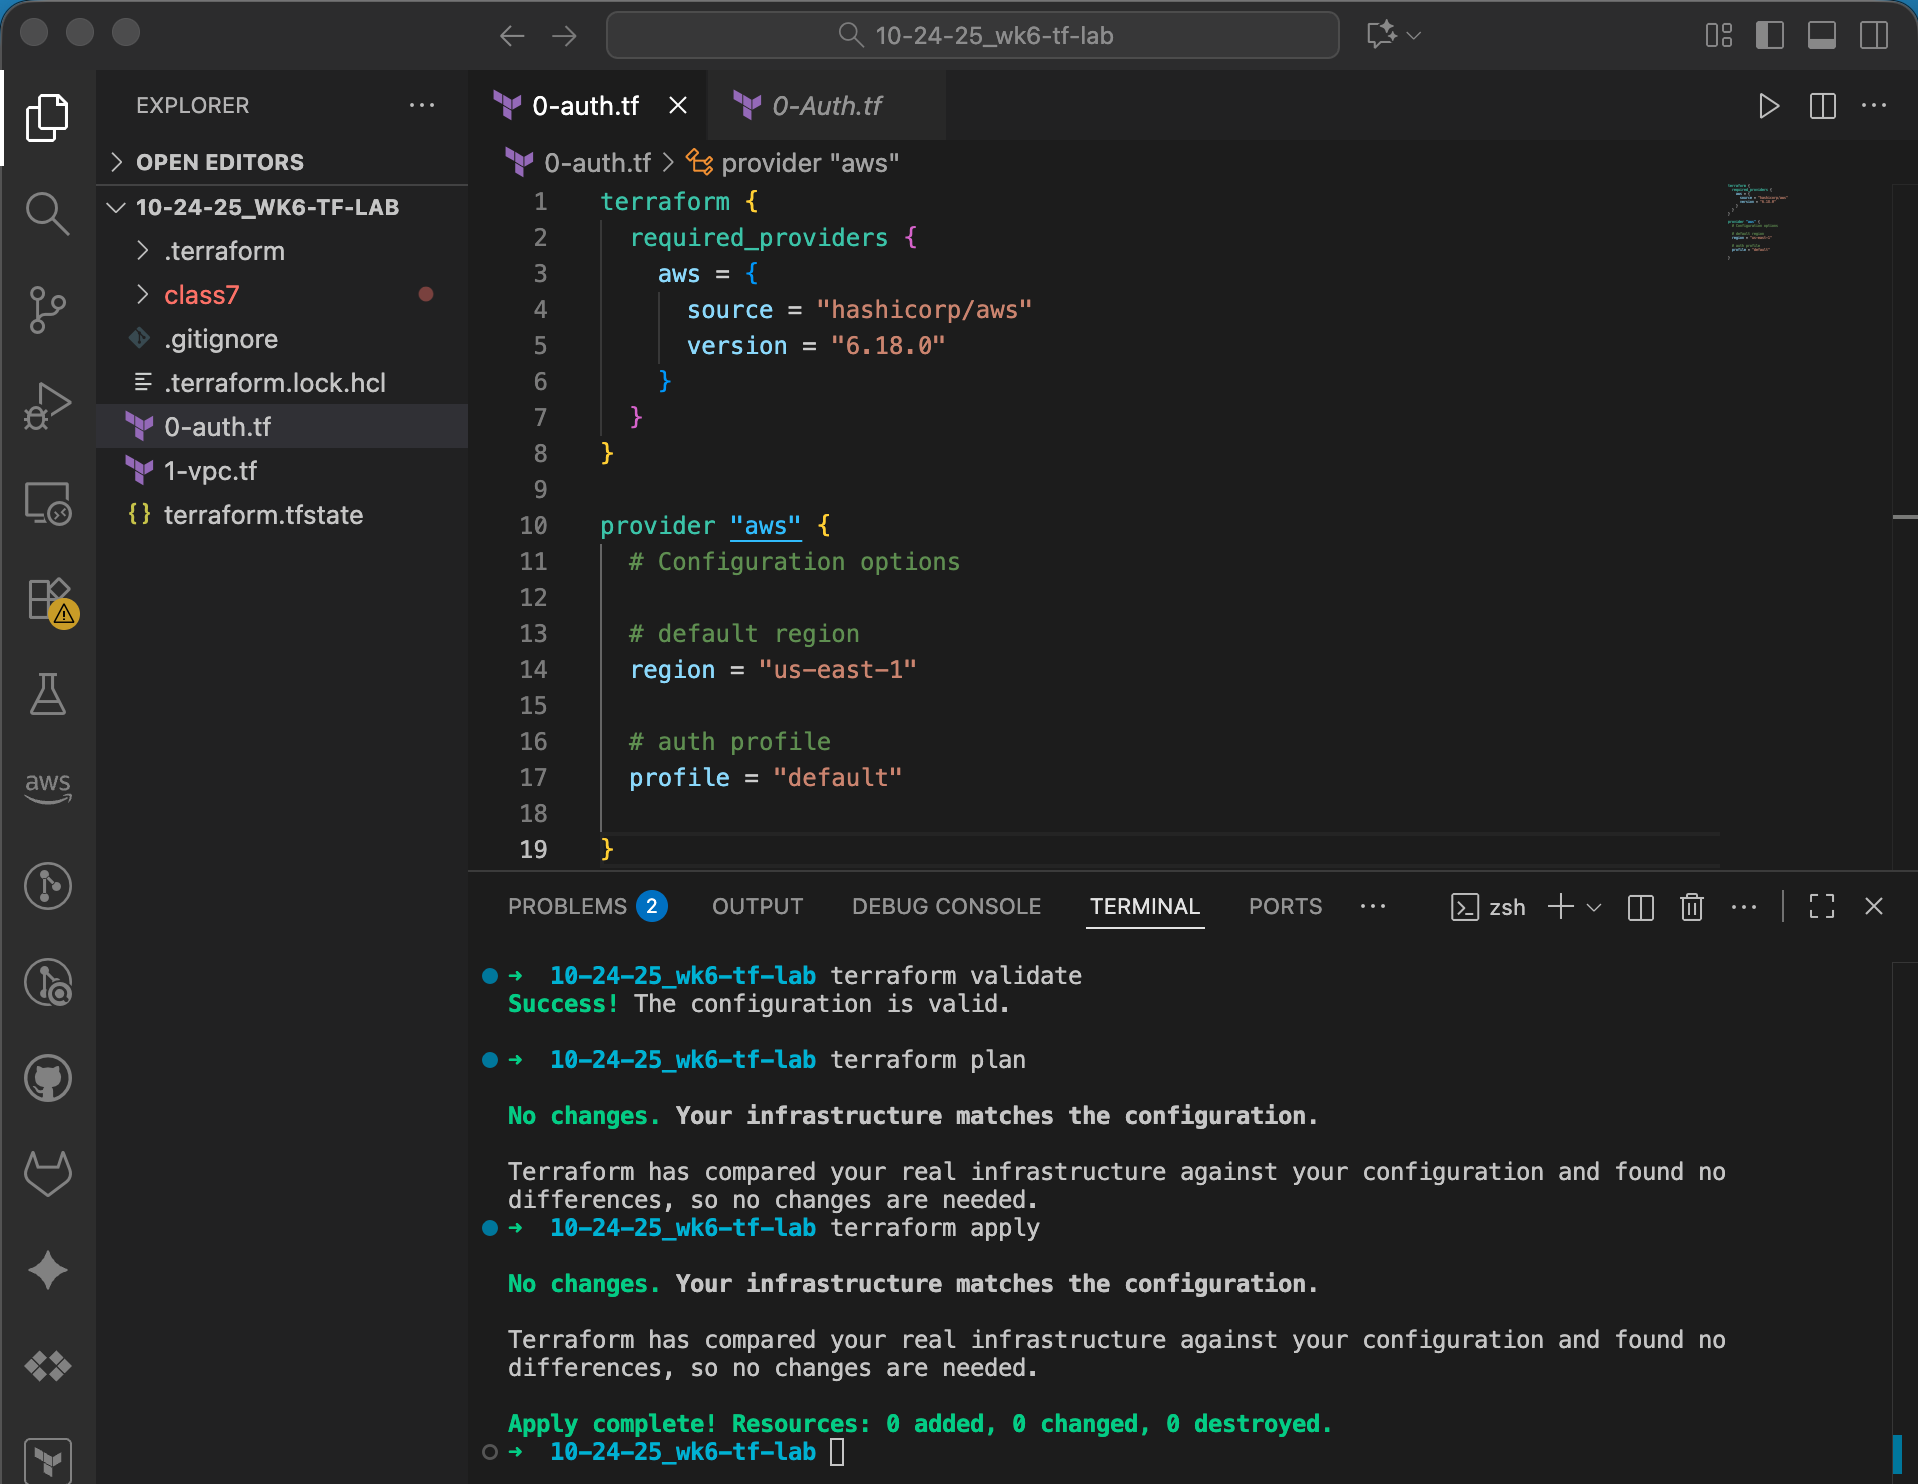 10-24-25_wk6-tf-lab
EXPLORER
OPEN EDITORS
10-24-25_WK6-TF-LAB
.terraform
class7
.gitignore
.terraform.lock.hcl
0-auth.tf
1-vpc.tf
{} terraform.tfstate
aws
0-auth.tf
0-Auth.tf
0-auth.tf > provider "aws"
1 terraform {
2 required_providers {
3 aws = {
4 source = "hashicorp/aws"
5 version = "6.18.0"
6 }
7 }
8 }
9
10 provider "aws" {
11 # Configuration options
12
13 # default region
14 region = "us-east-1"
15
16 # auth profile
17 profile = "default"
18
19 }
PROBLEMS 2 OUTPUT DEBUG CONSOLE TERMINAL PORTS ··· zsh
➜ 10-24-25_wk6-tf-lab terraform validate
Success! The configuration is valid.
➜ 10-24-25_wk6-tf-lab terraform plan
No changes. Your infrastructure matches the configuration.
Terraform has compared your real infrastructure against your configuration and found no
differences, so no changes are needed.
➜ 10-24-25_wk6-tf-lab terraform apply
No changes. Your infrastructure matches the configuration.
Terraform has compared your real infrastructure against your configuration and found no
differences, so no changes are needed.
Apply complete! Resources: 0 added, 0 changed, 0 destroyed.
➜ 10-24-25_wk6-tf-lab